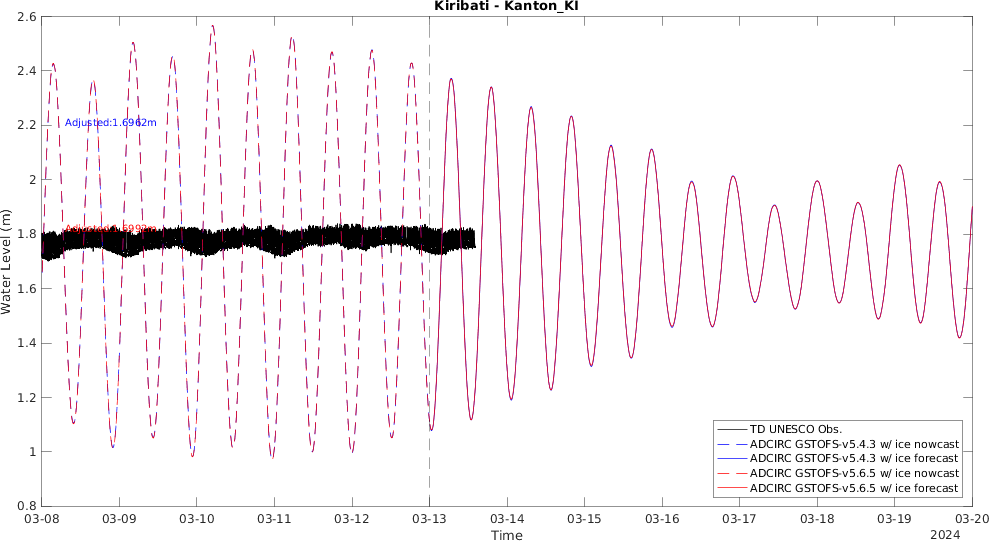 Kiribati - Kanton_KI
2.6
2.4
2.2
2
1.8
1.6
1.4
1.2
1
0.8
Water Level (m)
Adjusted:1.6962m
TD UNESCO Obs.
ADCIRC GSTOFS-v5.4.3 w/ ice nowcast
ADCIRC GSTOFS-v5.4.3 w/ ice forecast
ADCIRC GSTOFS-v5.6.5 w/ ice nowcast
ADCIRC GSTOFS-v5.6.5 w/ ice forecast
03-08 03-09 03-10 03-11 03-12 03-13 03-14 03-15 03-16 03-17 03-18 03-19 03-20
Time
2024